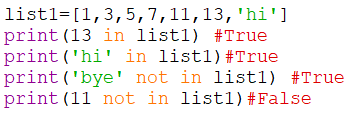 list1=[1,3,5,7,11,13,'hi']
print(13 in list1) #True
print('hi' in list1)#True
print('bye' not in list1) #True
print(11 not in list1)#False